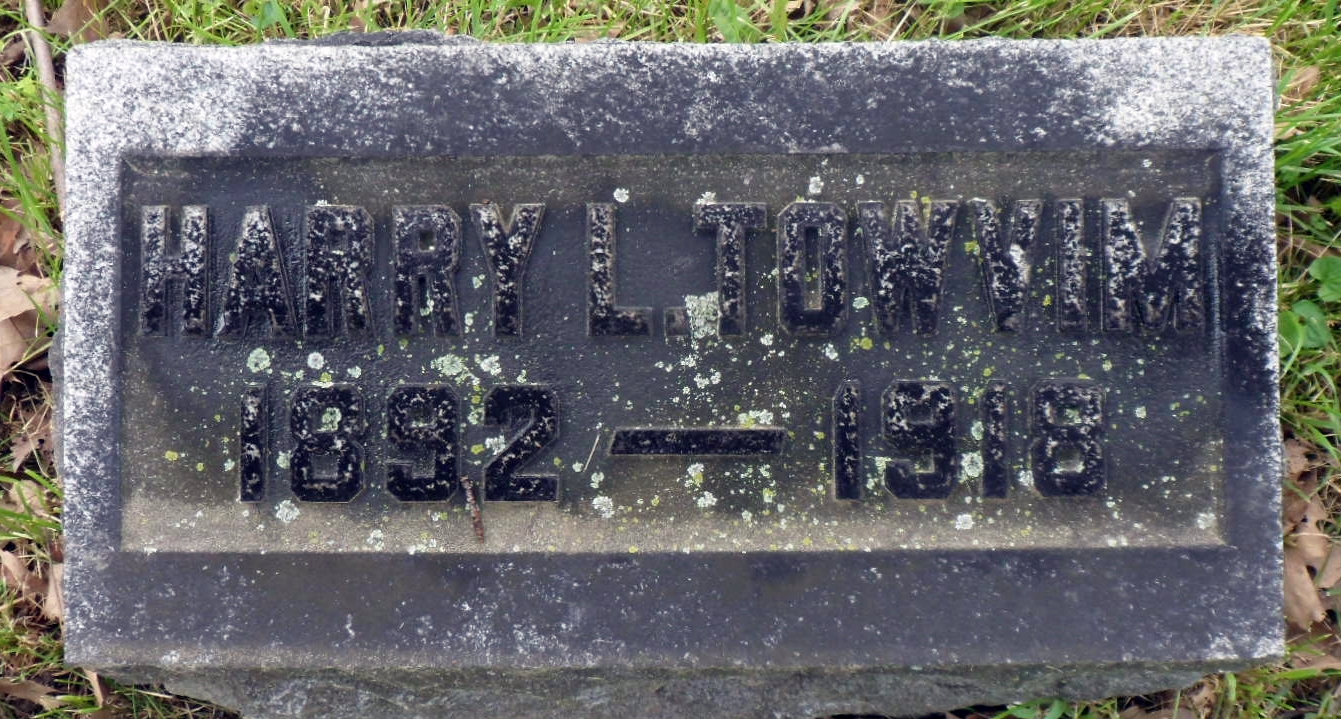 HARRY L. TOWVIM
1892 — 1918